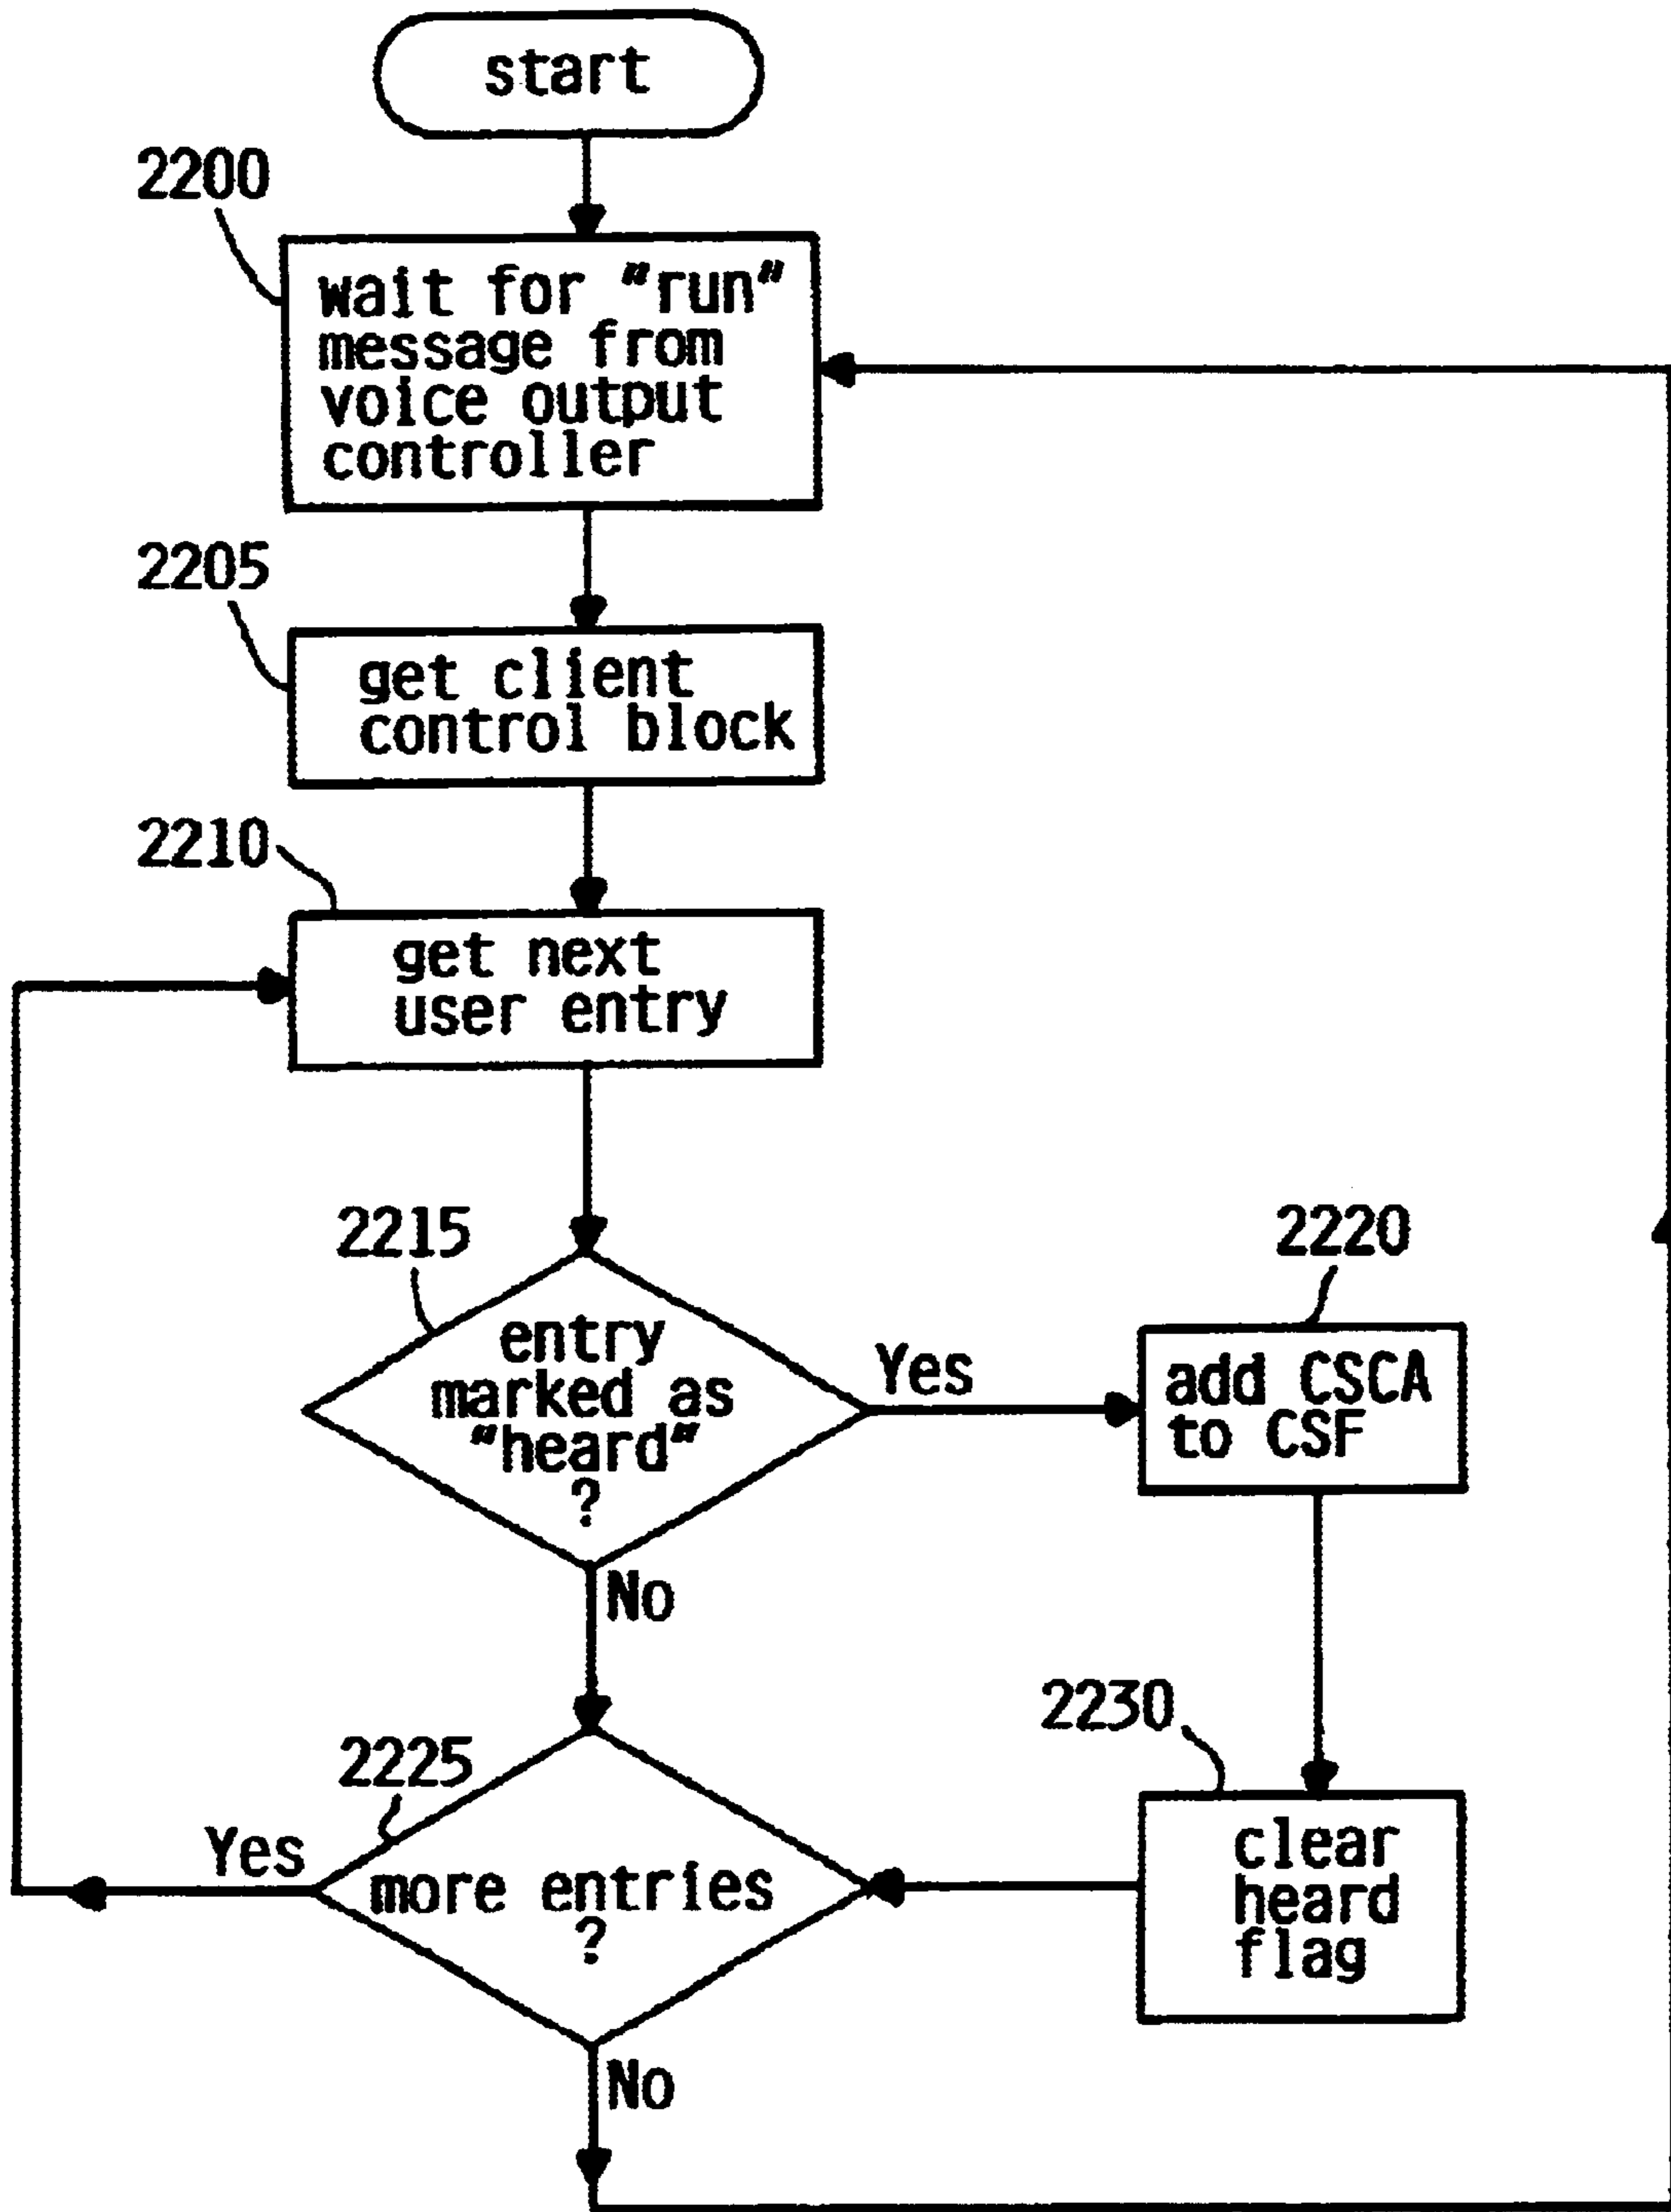 start
2200
wait for "run"
message from
voice output
controller
2205
get client
control block
2210
get next
user entry
2215
entry
marked as
"heard"
?
Yes
2220
add CSCA
to CSF
No
2230
clear
heard
flag
2225
Yes
more entries
?
No